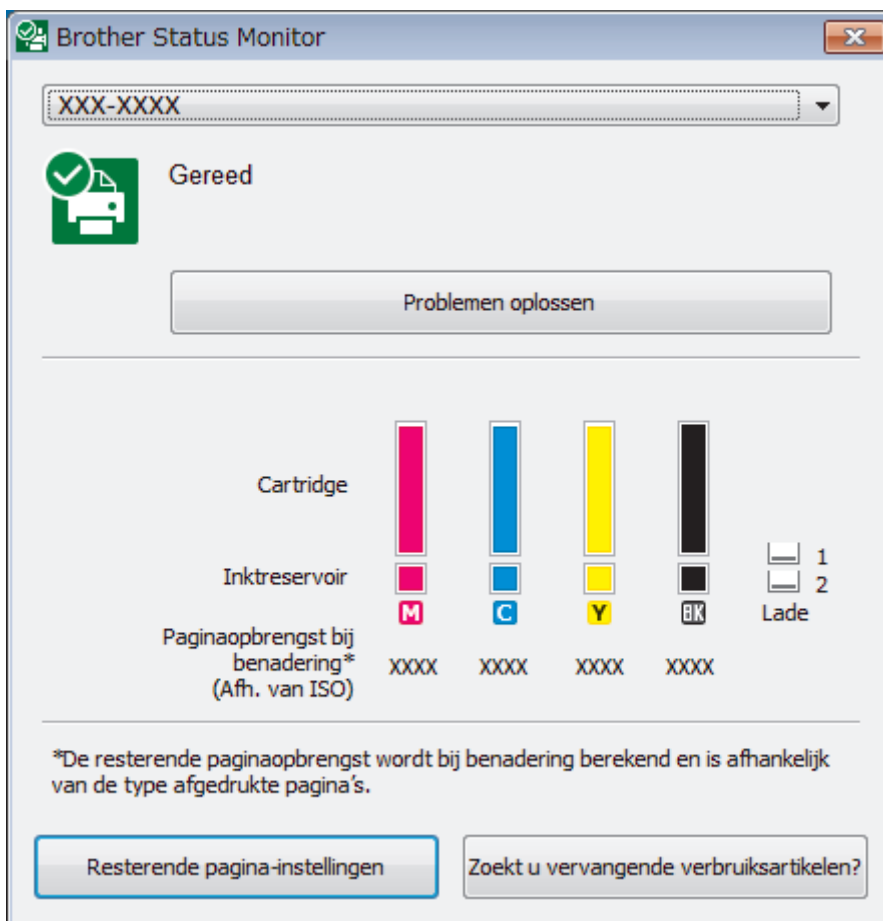 Brother Status Monitor
XXX-XXXX
Gereed
Problemen oplossen
Cartridge
Inktreservoir
1
2
M C Y BK Lade
Paginaopbrengst bij
benadering*
(Afh. van ISO)
XXXX XXXX XXXX XXXX
*De resterende paginaopbrengst wordt bij benadering berekend en is afhankelijk
van de type afgedrukte pagina's.
Resterende pagina-instellingen
Zoekt u vervangende verbruiksartikelen?